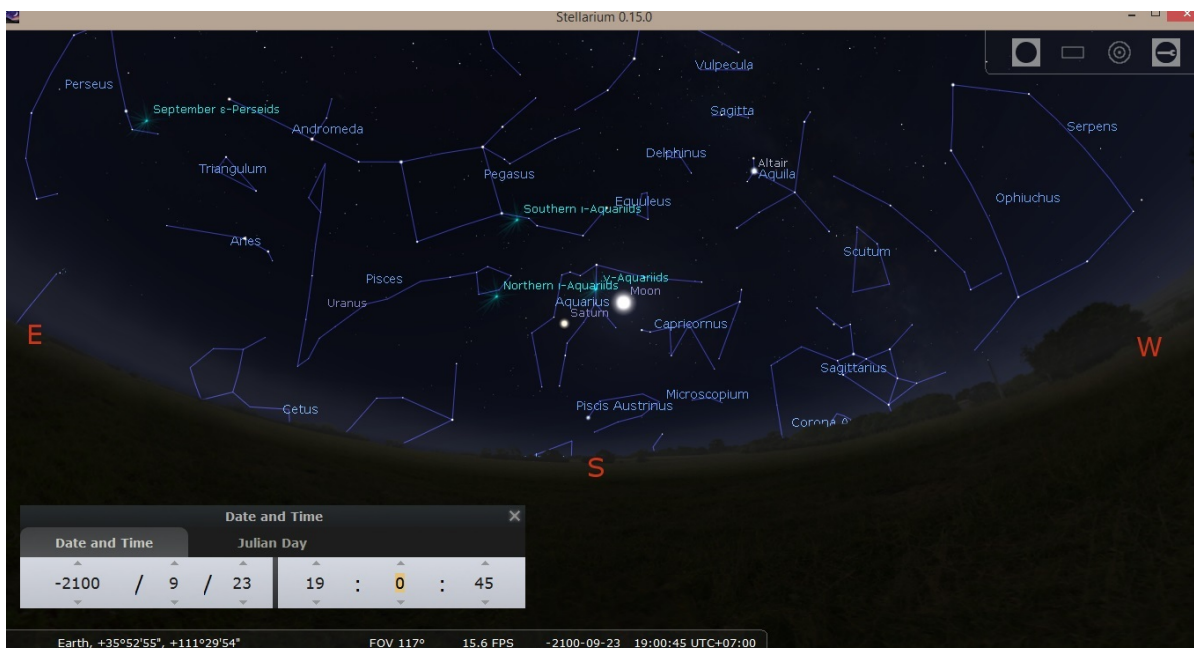 Stellarium 0.15.0
Vulpecula
Perseus
September ε-Perseids
Sagitta
Serpens
Andromeda
Delphinus
Altair
Triangulum
Pegasus
Aquila
Equuleus
Ophiuchus
Southern ι-Aquariids
Aries
Scutum
Pisces
ν-Aquariids
Northern ι-Aquariids
Moon
Uranus
Aquarius
Saturn
Capricornus
E
W
Sagittarius
Microscopium
Cetus
Piscis Austrinus
Corona A
S
Date and Time ×
Date and Time Julian Day
-2100 / 9 / 23 19 : 0 : 45
Earth, +35°52'55", +111°29'54" FOV 117° 15.6 FPS -2100-09-23 19:00:45 UTC+07:00